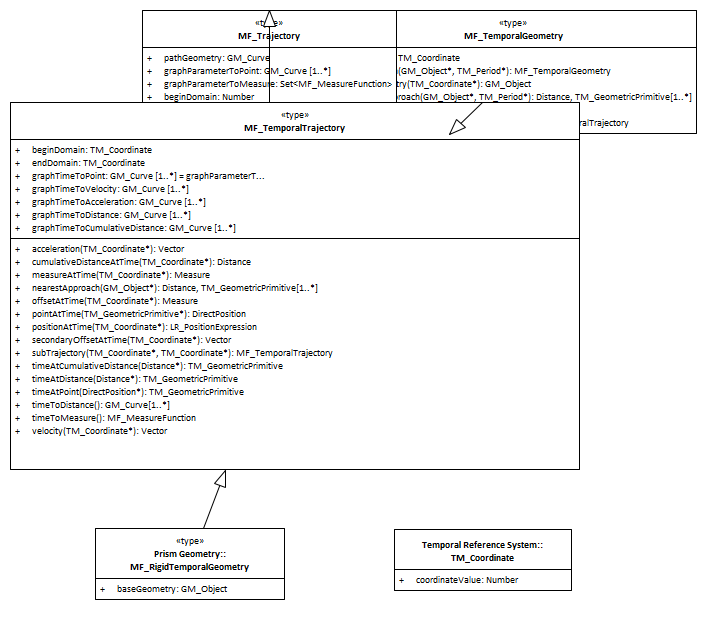 «type»
MF_Trajectory
+ pathGeometry: GM_Curve
+ graphParameterToPoint: GM_Curve [1..*]
+ graphParameterToMeasure: Set<MF_MeasureFunction>
+ beginDomain: Number
«type»
MF_TemporalGeometry
TM_Coordinate
(GM_Object*, TM_Period*): MF_TemporalGeometry
(TM_Coordinate*): GM_Object
(GM_Object*, TM_Period*): Distance, TM_GeometricPrimitive[1..*]
«type»
MF_TemporalTrajectory
+ beginDomain: TM_Coordinate
+ endDomain: TM_Coordinate
+ graphTimeToPoint: GM_Curve [1..*] = graphParameterT...
+ graphTimeToVelocity: GM_Curve [1..*]
+ graphTimeToAcceleration: GM_Curve [1..*]
+ graphTimeToDistance: GM_Curve [1..*]
+ graphTimeToCumulativeDistance: GM_Curve [1..*]
+ acceleration(TM_Coordinate*): Vector
+ cumulativeDistanceAtTime(TM_Coordinate*): Distance
+ measureAtTime(TM_Coordinate*): Measure
+ nearestApproach(GM_Object*): Distance, TM_GeometricPrimitive[1..*]
+ offsetAtTime(TM_Coordinate*): Measure
+ pointAtTime(TM_GeometricPrimitive*): DirectPosition
+ positionAtTime(TM_Coordinate*): LR_PositionExpression
+ secondaryOffsetAtTime(TM_Coordinate*): Vector
+ subTrajectory(TM_Coordinate*, TM_Coordinate*): MF_TemporalTrajectory
+ timeAtCumulativeDistance(Distance*): TM_GeometricPrimitive
+ timeAtDistance(Distance*): TM_GeometricPrimitive
+ timeAtPoint(DirectPosition*): TM_GeometricPrimitive
+ timeToDistance(): GM_Curve[1..*]
+ timeToMeasure(): MF_MeasureFunction
+ velocity(TM_Coordinate*): Vector
«type»
Prism Geometry::
MF_RigidTemporalGeometry
+ baseGeometry: GM_Object
Temporal Reference System::
TM_Coordinate
+ coordinateValue: Number